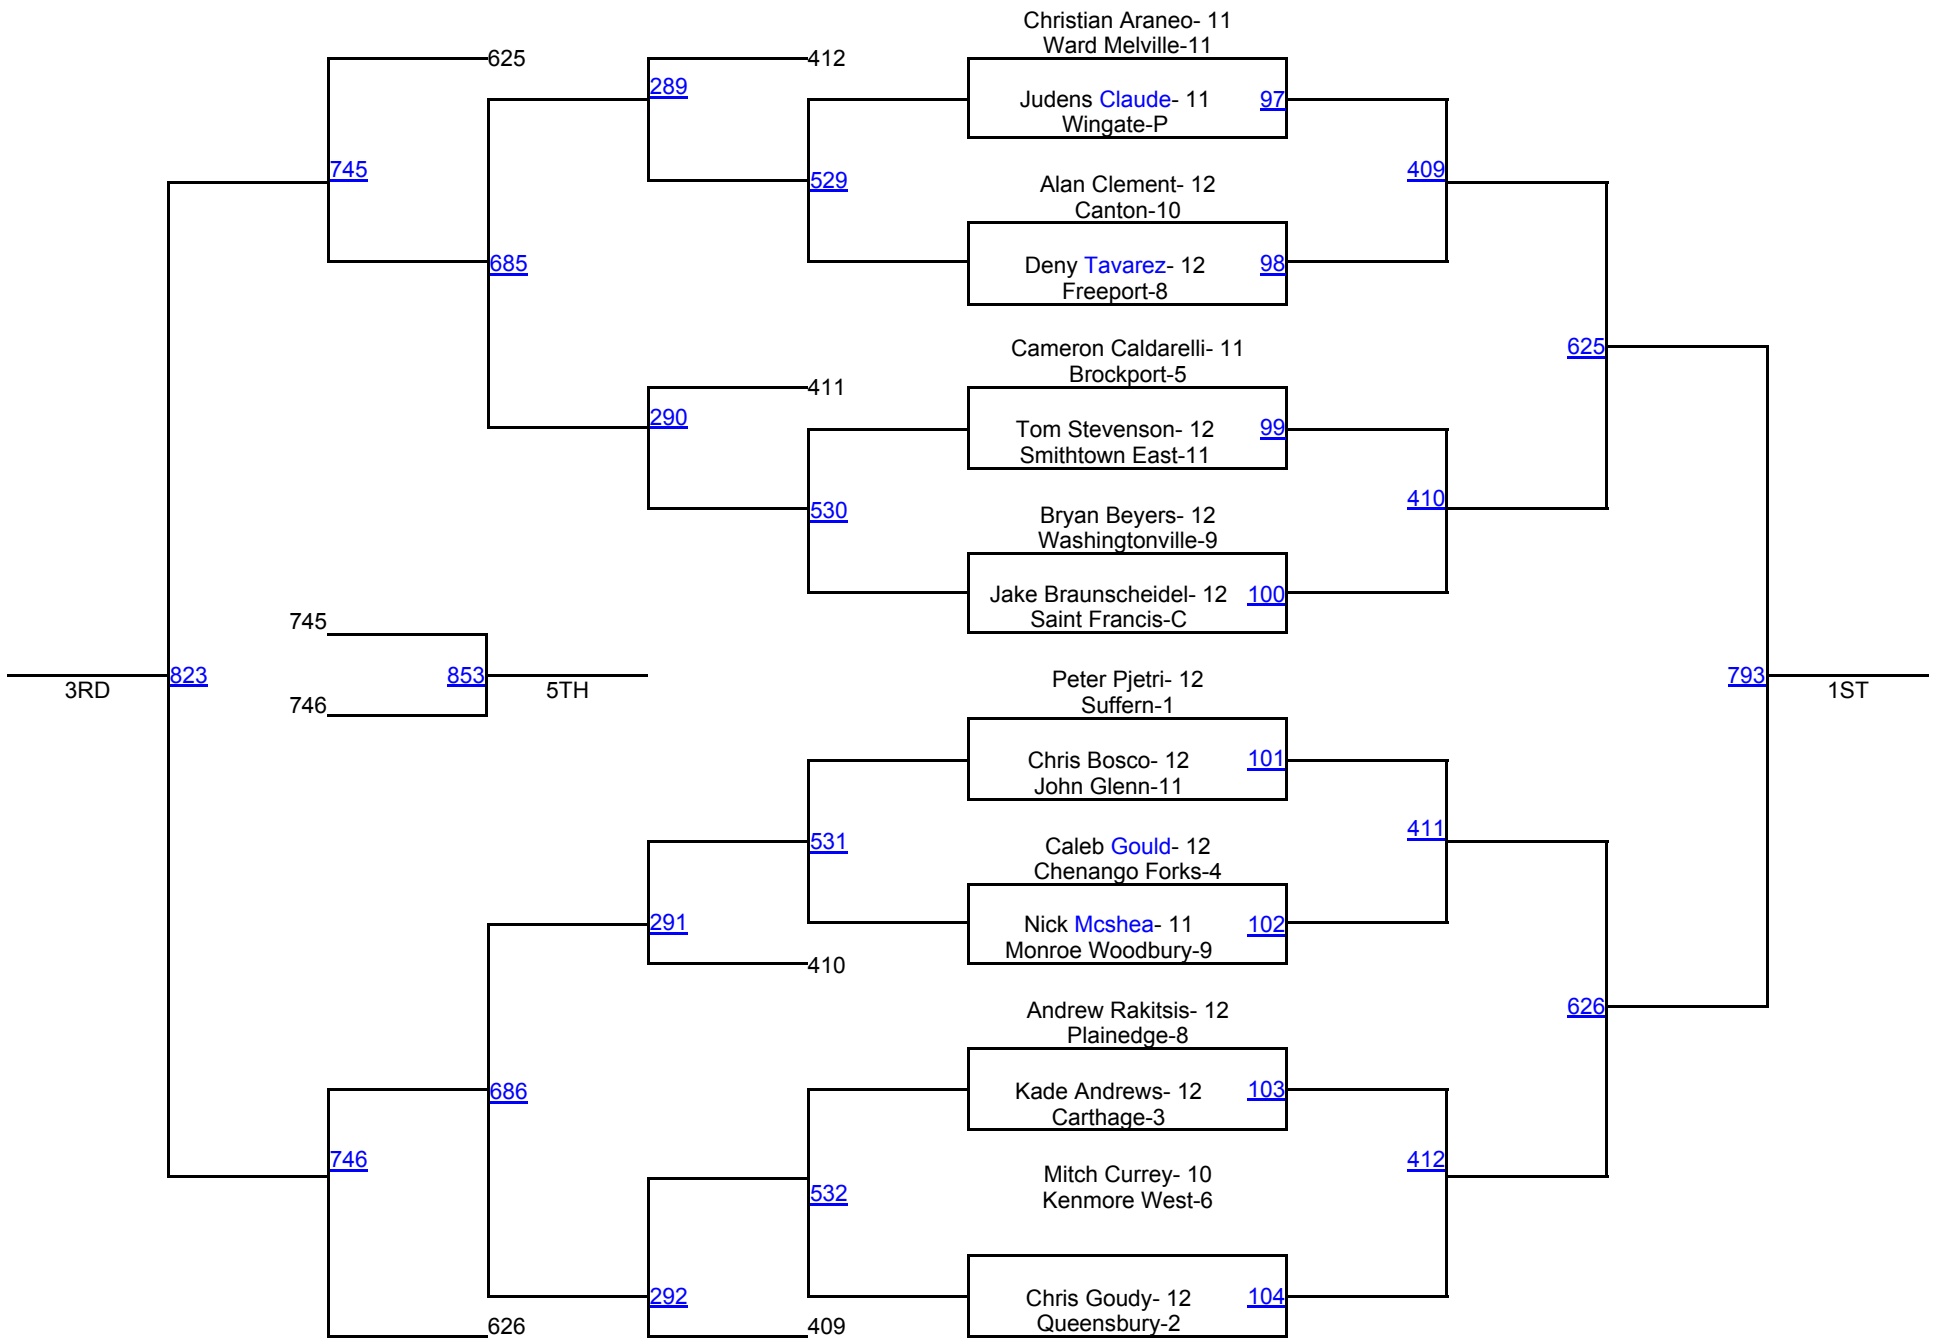 Christian Araneo- 11
Ward Melville-11
625
412
289
Judens Claude- 11
97
Wingate-P
745
529
409
Alan Clement- 12
Canton-10
685
Deny Tavarez- 12
98
Freeport-8
Cameron Caldarelli- 11
625
Brockport-5
411
290
Tom Stevenson- 12
99
Smithtown East-11
530
410
Bryan Beyers- 12
Washingtonville-9
Jake Braunscheidel- 12
100
Saint Francis-C
745
823
853
3RD
5TH
746
Peter Pjetri- 12
Suffern-1
793
1ST
Chris Bosco- 12
101
John Glenn-11
531
411
Caleb Gould- 12
Chenango Forks-4
291
Nick Mcshea- 11
102
Monroe Woodbury-9
410
Andrew Rakitsis- 12
626
Plainedge-8
686
Kade Andrews- 12
103
Carthage-3
746
412
Mitch Currey- 10
532
Kenmore West-6
292
Chris Goudy- 12
104
626
409
Queensbury-2